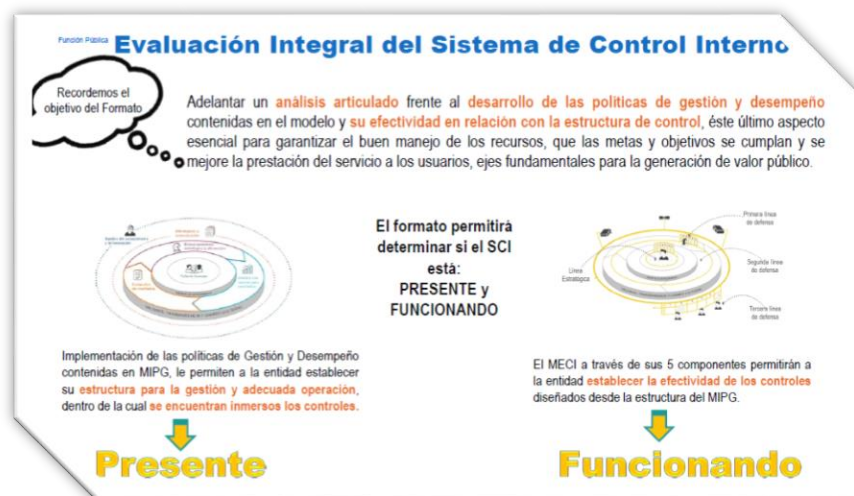 Función Pública
Evaluación Integral del Sistema de Control Interno
Recordemos el
objetivo del Formato
Adelantar un análisis articulado frente al desarrollo de las políticas de gestión y desempeño
contenidas en el modelo y su efectividad en relación con la estructura de control, éste último aspecto
esencial para garantizar el buen manejo de los recursos, que las metas y objetivos se cumplan y se
mejore la prestación del servicio a los usuarios, ejes fundamentales para la generación de valor público.
El formato permitirá
determinar si el SCI
está:
PRESENTE y
FUNCIONANDO
Primera línea
de defensa
Línea
Estratégica
Segunda línea
de defensa
Tercera línea
de defensa
Implementación de las políticas de Gestión y Desempeño
contenidas en MIPG, le permiten a la entidad establecer
su estructura para la gestión y adecuada operación,
dentro de la cual se encuentran inmersos los controles.
El MECI a través de sus 5 componentes permitirán a
la entidad establecer la efectividad de los controles
diseñados desde la estructura del MIPG.
Presente
Funcionando